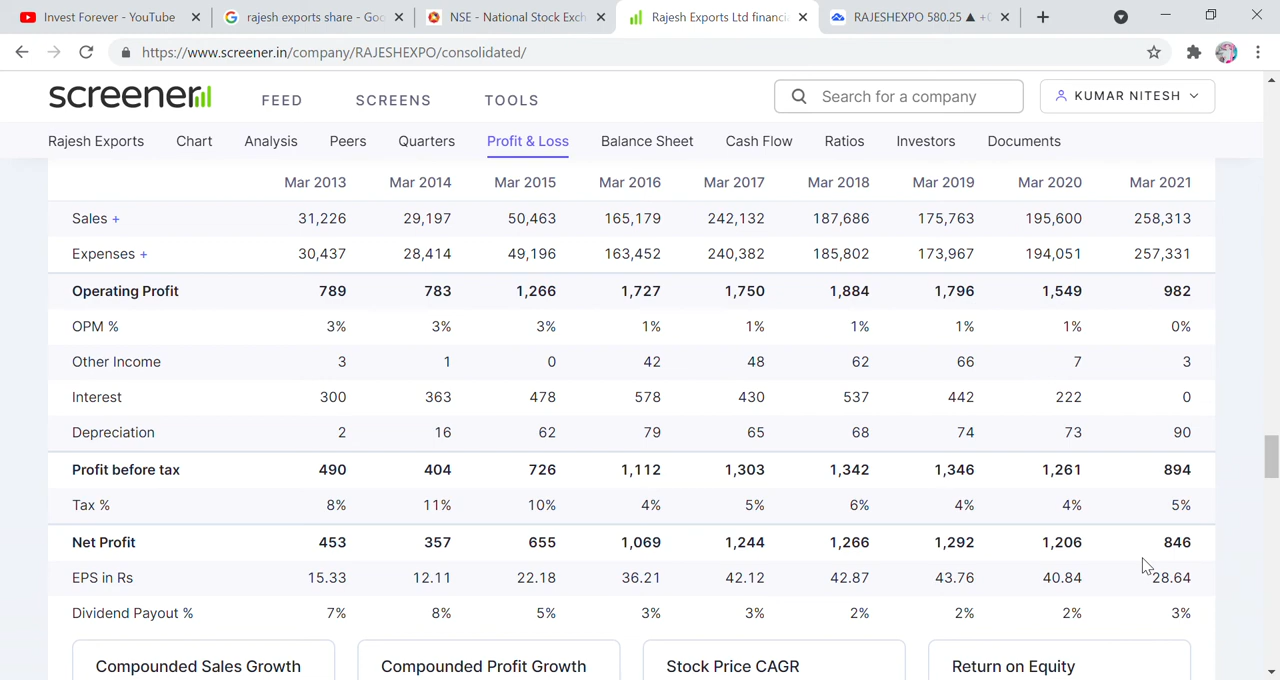 Invest Forever - YouTube
rajesh exports share - Goo
NSE - National Stock Exch
Rajesh Exports Ltd financi
RAJESHEXPO 580.25 ▲ +0
https://www.screener.in/company/RAJESHEXPO/consolidated/
screener
FEED SCREENS TOOLS
Search for a company
KUMAR NITESH
Rajesh Exports Chart Analysis Peers Quarters Profit & Loss Balance Sheet Cash Flow Ratios Investors Documents
Mar 2013 Mar 2014 Mar 2015 Mar 2016 Mar 2017 Mar 2018 Mar 2019 Mar 2020 Mar 2021
Sales + 31,226 29,197 50,463 165,179 242,132 187,686 175,763 195,600 258,313
Expenses + 30,437 28,414 49,196 163,452 240,382 185,802 173,967 194,051 257,331
Operating Profit 789 783 1,266 1,727 1,750 1,884 1,796 1,549 982
OPM % 3% 3% 3% 1% 1% 1% 1% 1% 0%
Other Income 3 1 0 42 48 62 66 7 3
Interest 300 363 478 578 430 537 442 222 0
Depreciation 2 16 62 79 65 68 74 73 90
Profit before tax 490 404 726 1,112 1,303 1,342 1,346 1,261 894
Tax % 8% 11% 10% 4% 5% 6% 4% 4% 5%
Net Profit 453 357 655 1,069 1,244 1,266 1,292 1,206 846
EPS in Rs 15.33 12.11 22.18 36.21 42.12 42.87 43.76 40.84 28.64
Dividend Payout % 7% 8% 5% 3% 3% 2% 2% 2% 3%
Compounded Sales Growth Compounded Profit Growth Stock Price CAGR Return on Equity